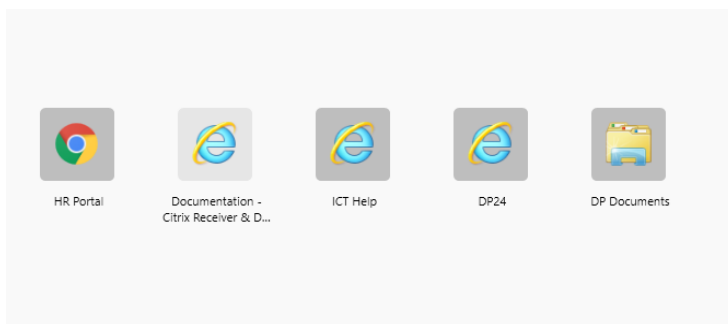 HR Portal
Documentation -
Citrix Receiver & D...
ICT Help
DP24
DP Documents